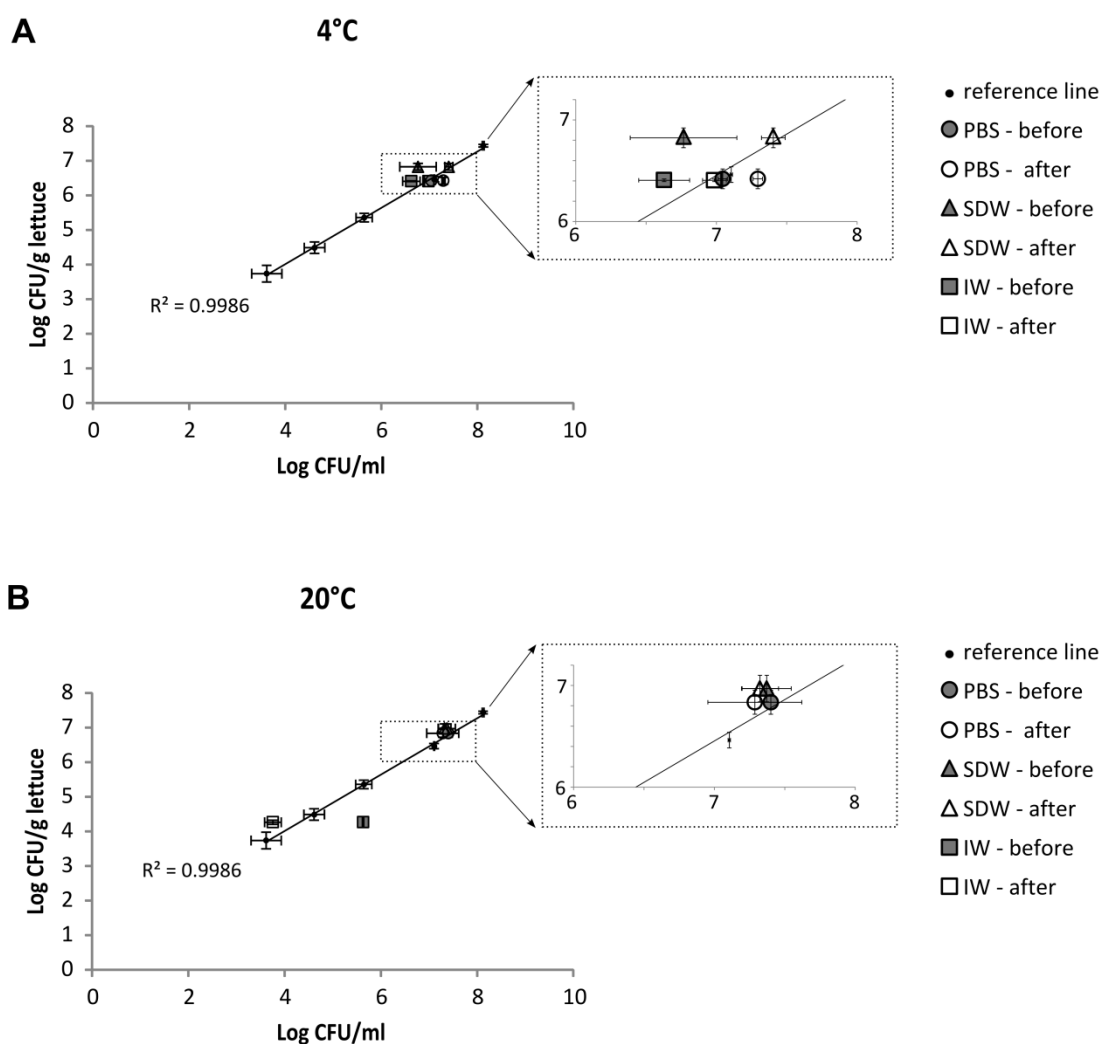 A
4°C
Log CFU/g lettuce
8
7
6
5
4
3
2
1
0
0 2 4 6 8 10
Log CFU/ml
R² = 0.9986
7
6
6 7 8
reference line
PBS - before
PBS - after
SDW - before
SDW - after
IW - before
IW - after
B
20°C
Log CFU/g lettuce
8
7
6
5
4
3
2
1
0
0 2 4 6 8 10
Log CFU/ml
R² = 0.9986
7
6
6 7 8
reference line
PBS - before
PBS - after
SDW - before
SDW - after
IW - before
IW - after